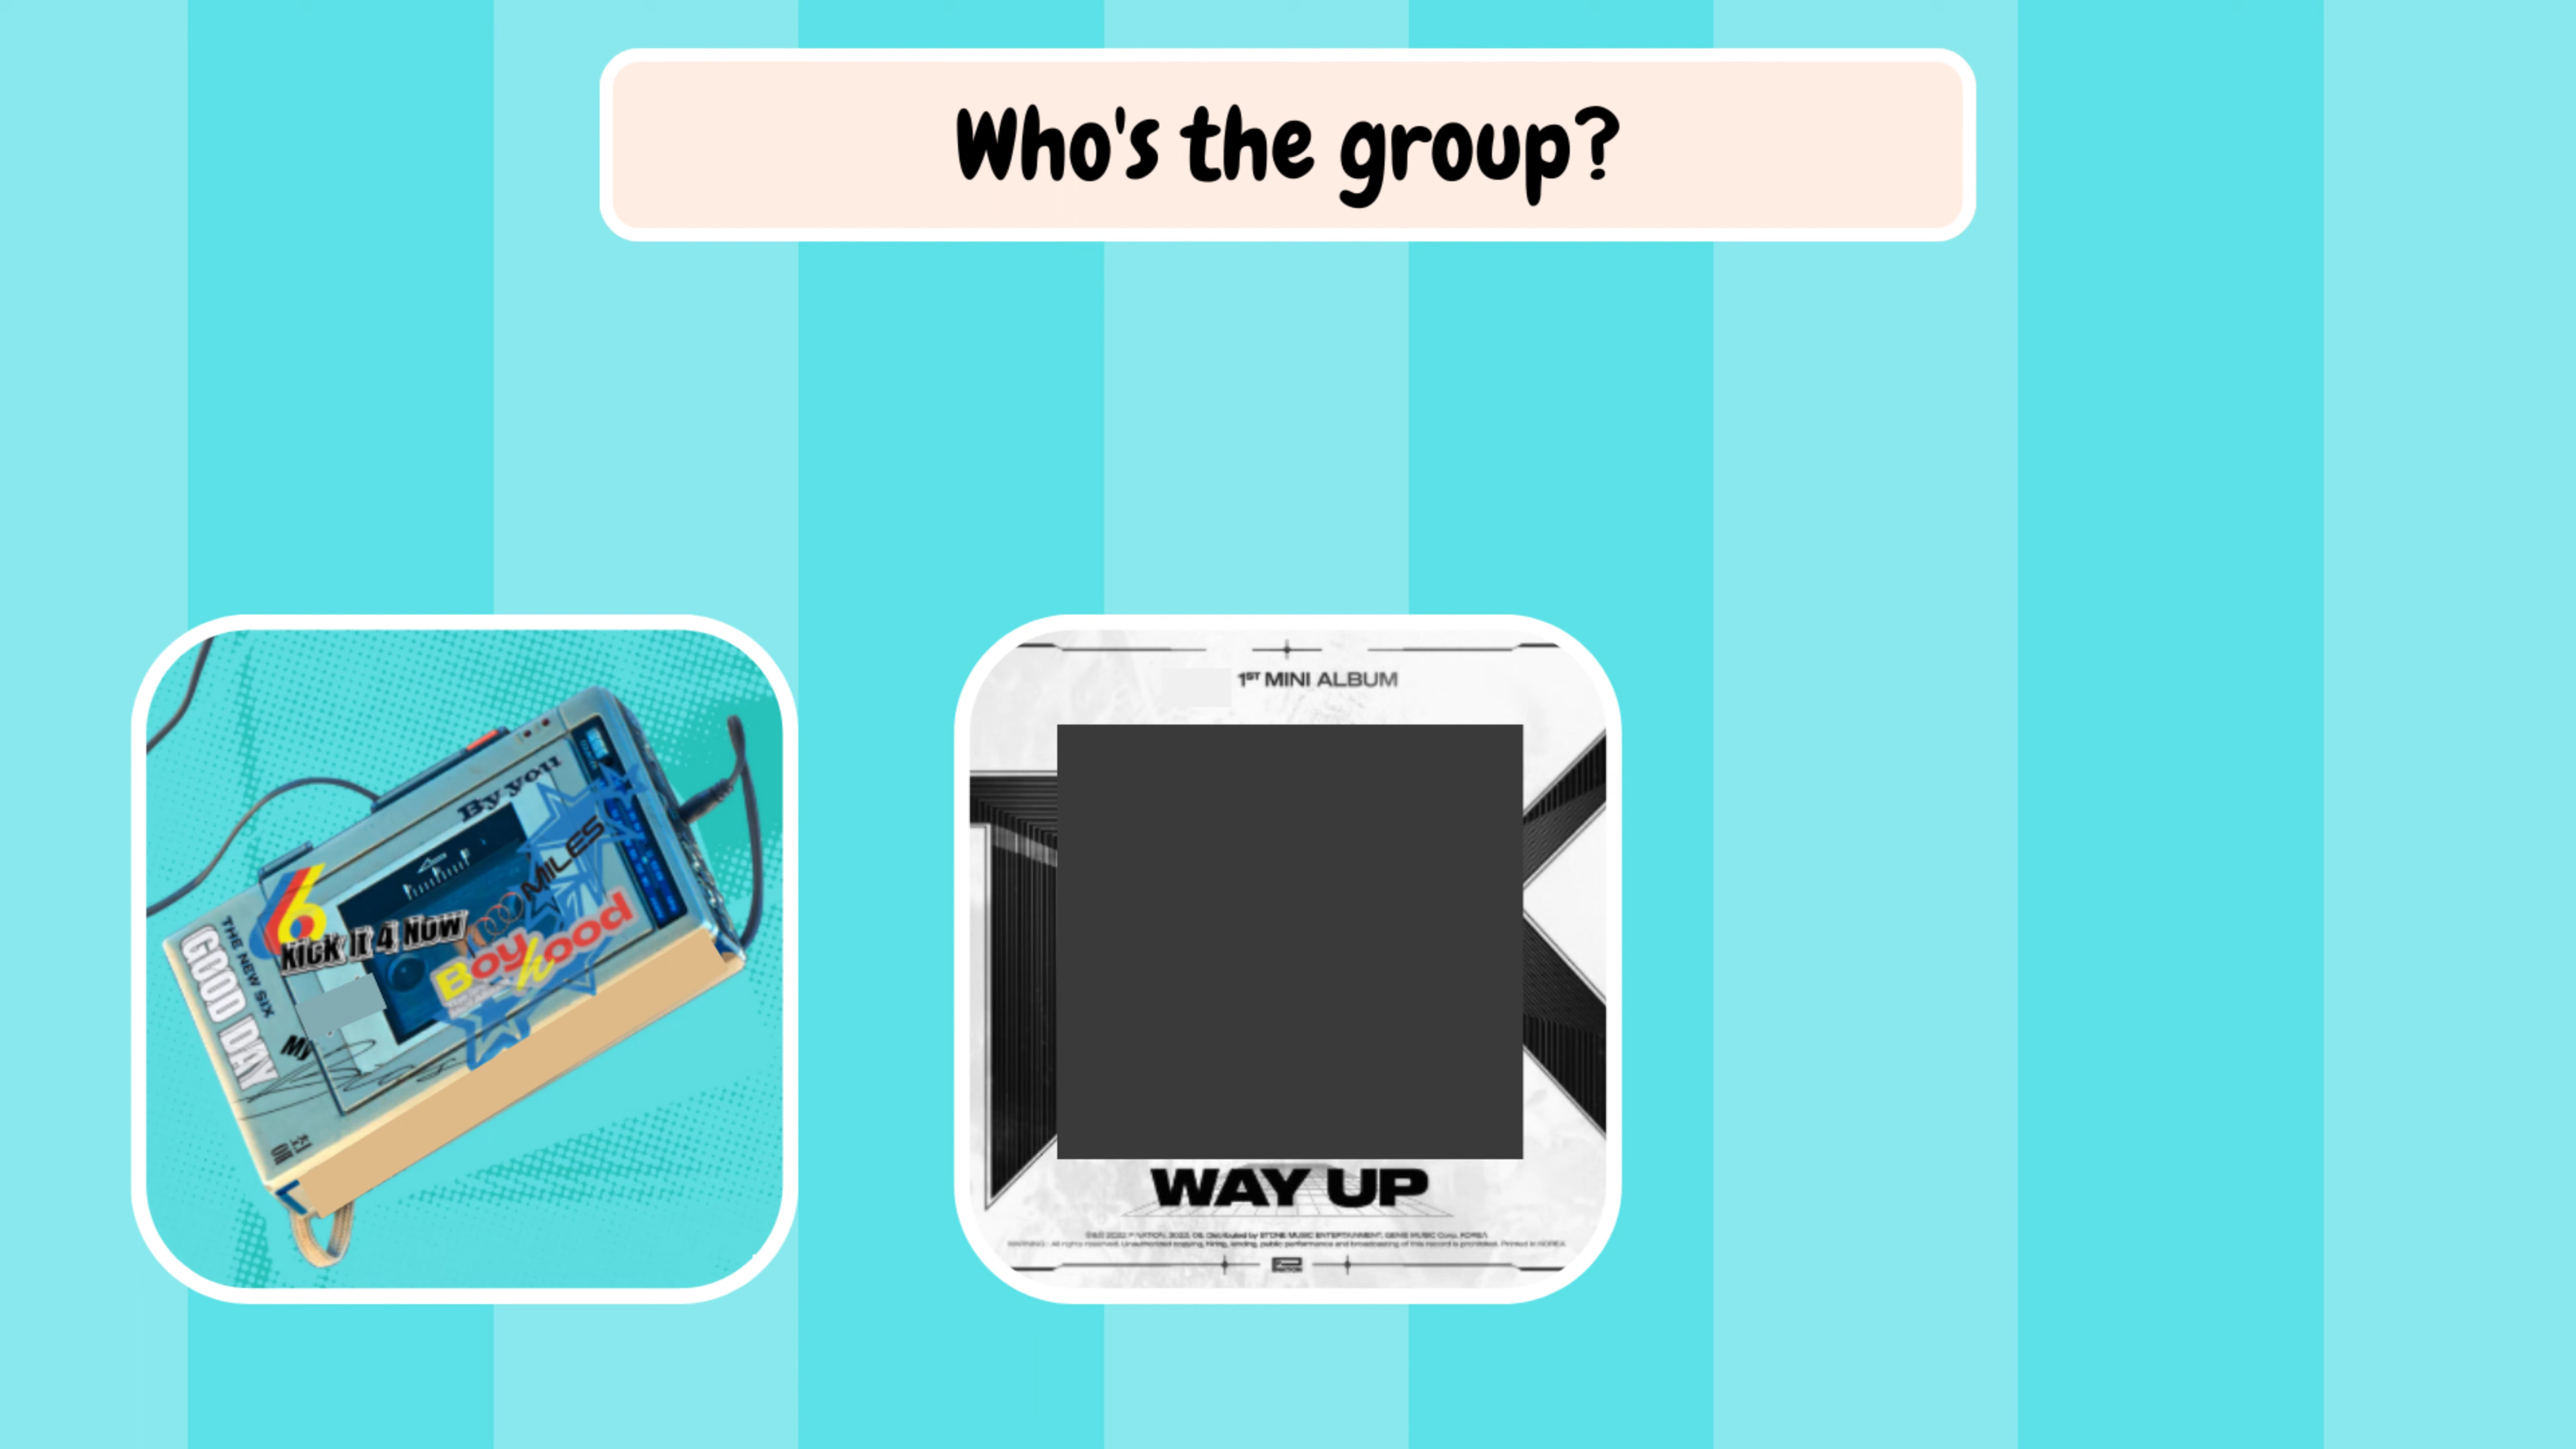 Who's the group?
By you
MILES
6
Kick It 4 Now
Boyhood
THE NEW SIX
GOOD DAY
My
1ST MINI ALBUM
WAY UP